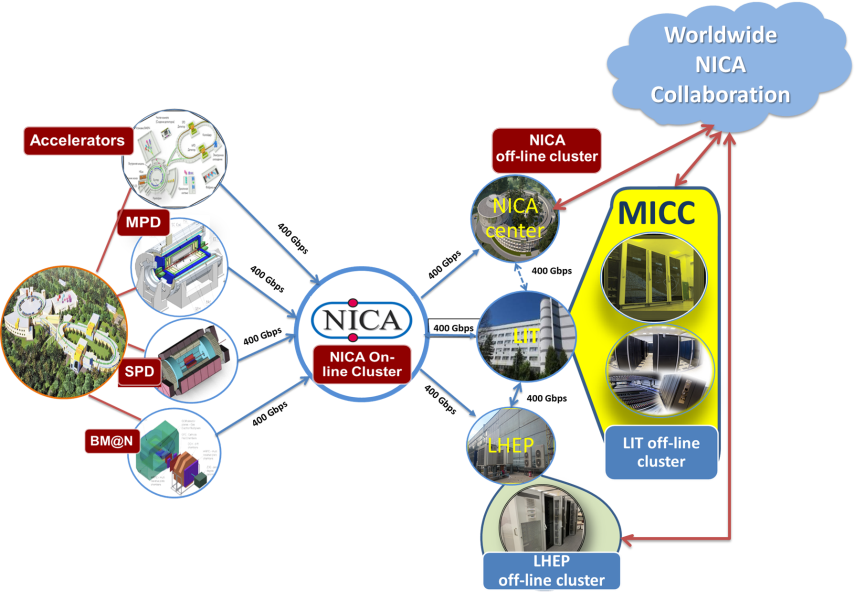 Worldwide
NICA
Collaboration
Accelerators
NICA
off-line cluster
MPD
400 Gbps
NICA
center
MICC
400 Gbps
400 Gbps
400 Gbps
NICA
400 Gbps
400 Gbps
LIT
NICA On-
line Cluster
SPD
400 Gbps
400 Gbps
400 Gbps
BM@N
LHEP
LIT off-line
cluster
LHEP
off-line cluster